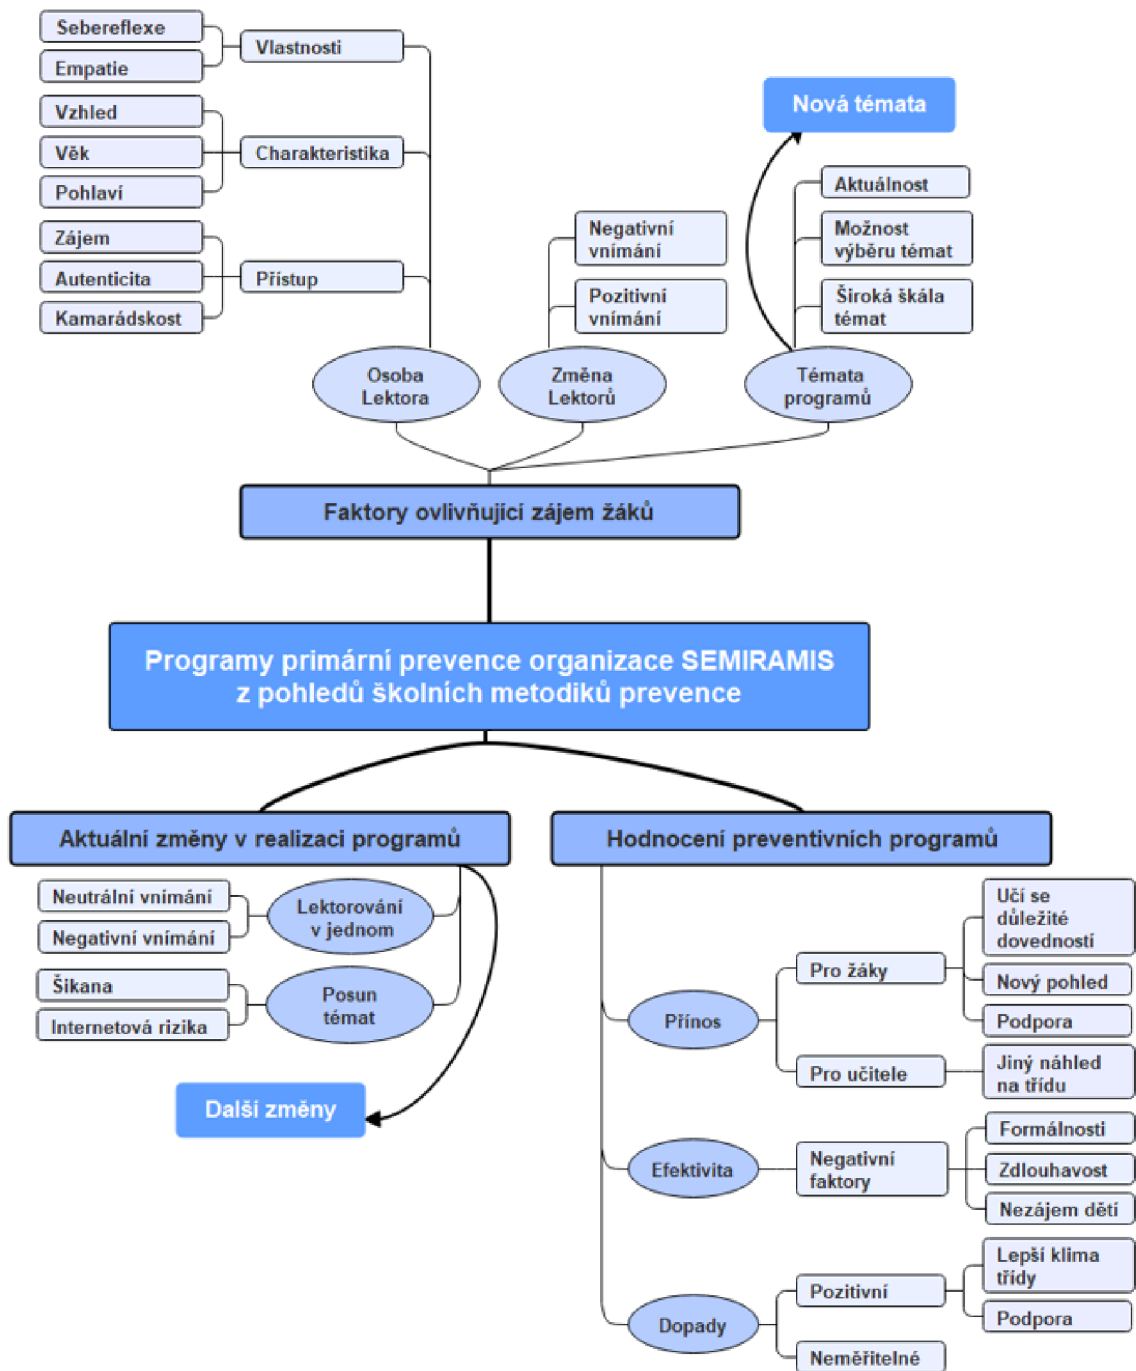 Sebereflexe
Empatie
Vlastnosti
Vzhled
Věk
Pohlaví
Charakteristika
Zájem
Autenticita
Kamarádskost
Přístup
Osoba
Lektora
Negativní
vnímání
Pozitivní
vnímání
Změna
Lektorů
Nová témata
Aktuálnost
Možnost
výběru témat
Široká škála
témat
Témata
programů
Faktory ovlivňující zájem žáků
Programy primární prevence organizace SEMIRAMIS
z pohledů školních metodiků prevence
Aktuální změny v realizaci programů
Neutrální vnímání
Negativní vnímání
Lektorování
v jednom
Šikana
Internetová rizika
Posun
témat
Další změny
Hodnocení preventivních programů
Přínos
Pro žáky
Učí se
důležité
dovedností
Nový pohled
Podpora
Pro učitele
Jiný náhled
na třídu
Efektivita
Negativní
faktory
Formálnosti
Zdlouhavost
Nezájem dětí
Dopady
Pozitivní
Lepší klima
třídy
Podpora
Neměřitelné